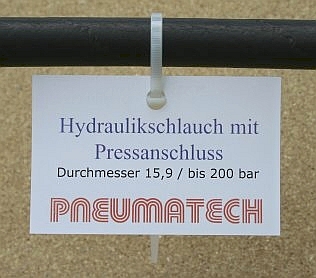 Hydraulikschlauch mit
Pressanschluss
Durchmesser 15,9 / bis 200 bar
PNEUMATECH